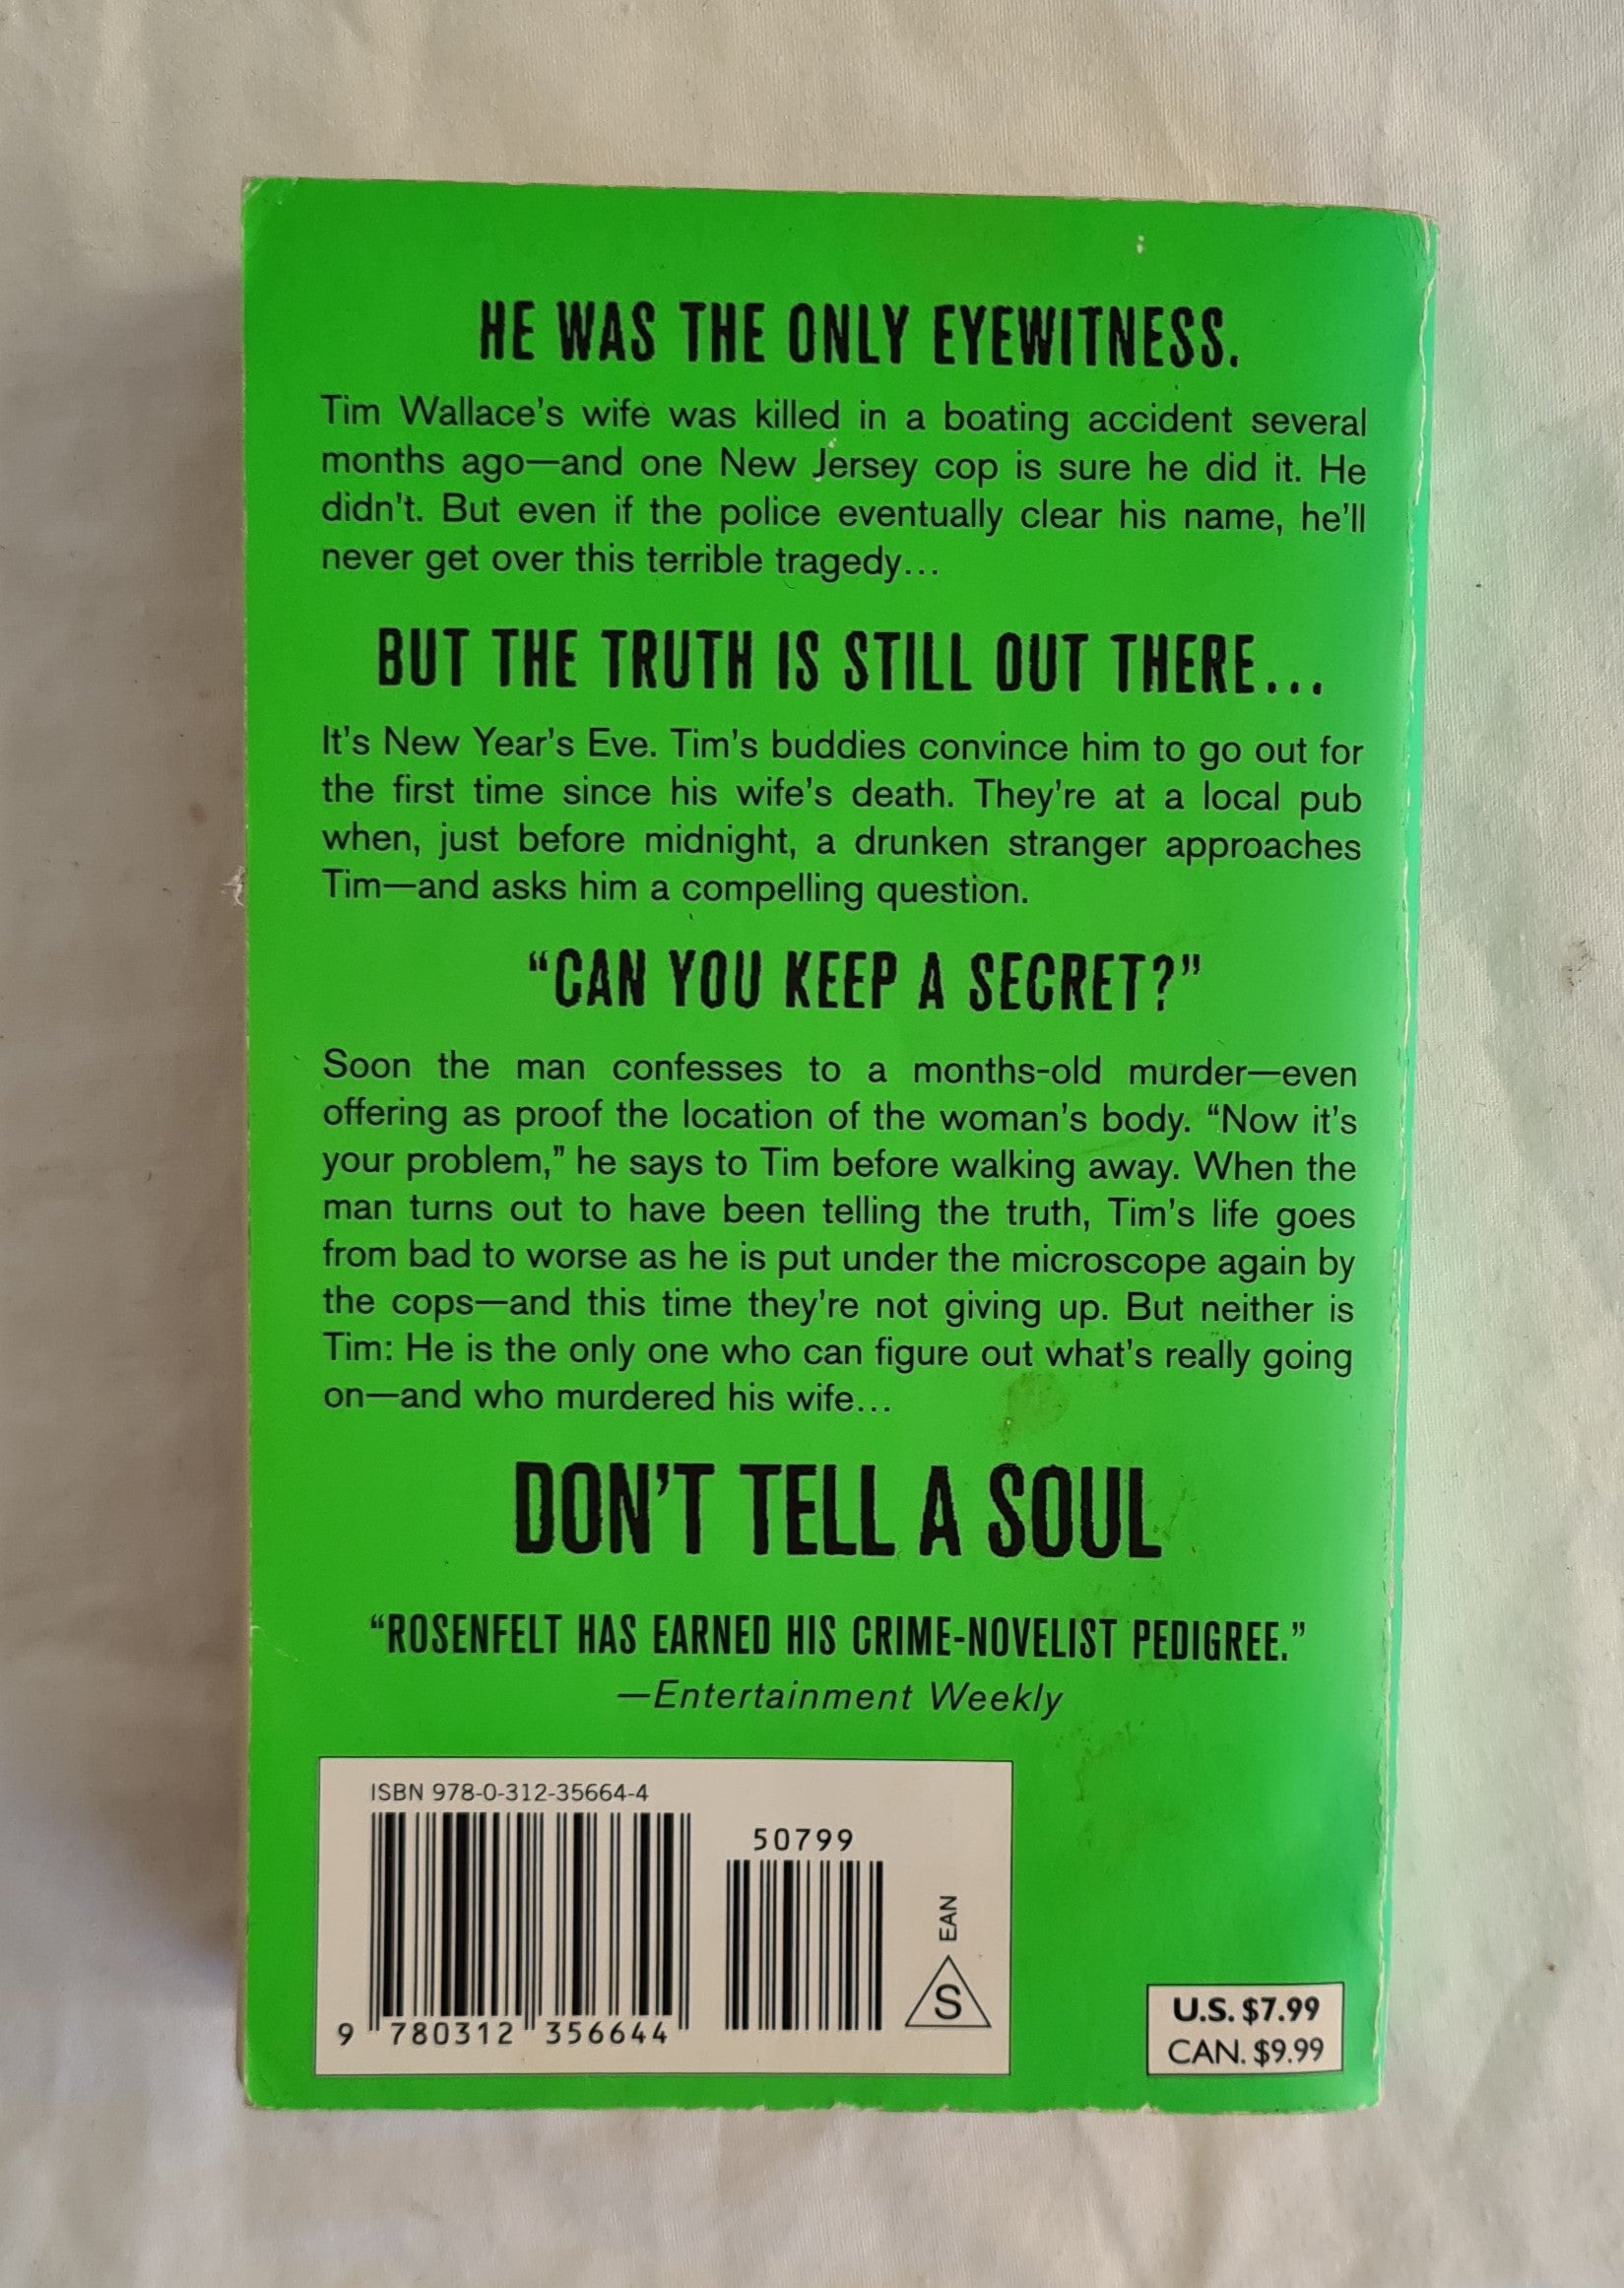 HE WAS THE ONLY EYEWITNESS.
Tim Wallace's wife was killed in a boating accident several
months ago—and one New Jersey cop is sure he did it. He
didn't. But even if the police eventually clear his name, he'll
never get over this terrible tragedy...
BUT THE TRUTH IS STILL OUT THERE...
It's New Year's Eve. Tim's buddies convince him to go out for
the first time since his wife's death. They're at a local pub
when, just before midnight, a drunken stranger approaches
Tim—and asks him a compelling question.
“CAN YOU KEEP A SECRET?”
Soon the man confesses to a months-old murder—even
offering as proof the location of the woman's body. “Now it's
your problem,” he says to Tim before walking away. When the
man turns out to have been telling the truth, Tim's life goes
from bad to worse as he is put under the microscope again by
the cops—and this time they're not giving up. But neither is
Tim: He is the only one who can figure out what's really going
on—and who murdered his wife...
DON'T TELL A SOUL
“ROSENFELT HAS EARNED HIS CRIME-NOVELIST PEDIGREE.”
—Entertainment Weekly
ISBN 978-0-312-35664-4
50799
EAN
S
9 780312 356644
U.S. $7.99
CAN. $9.99